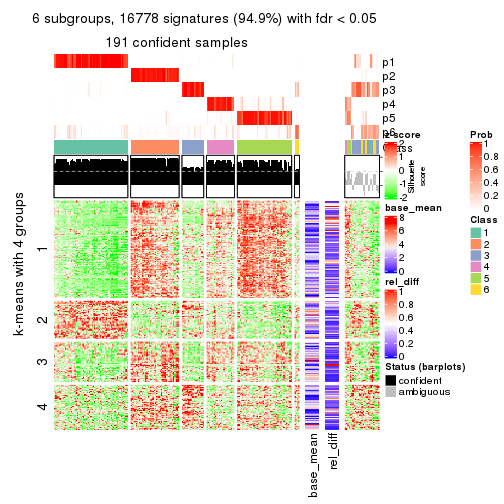 6 subgroups, 16778 signatures (94.9%) with fdr < 0.05
191 confident samples
p1
p2
p3
p4
p5
p6
Class
Silhouette
score
k-means with 4 groups
1
2
3
4
base_mean
rel_diff
z-score
2
1
0
-1
-2
base_mean
8
6
4
2
0
rel_diff
1
0.8
0.6
0.4
0.2
0
Status (barplots)
confident
ambiguous
Prob
1
0.8
0.6
0.4
0.2
0
Class
1
2
3
4
5
6